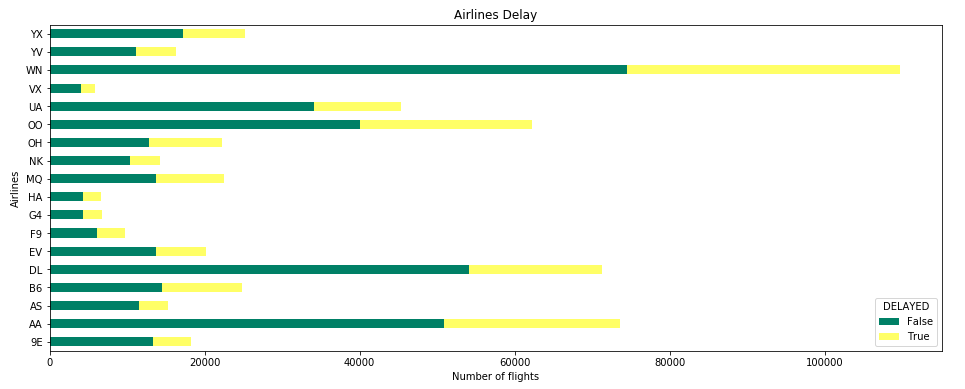 Airlines Delay
YX
YV
WN
VX
UA
OO
OH
NK
MQ
HA
G4
F9
EV
DL
B6
AS
AA
9E
Airlines
0 20000 40000 60000 80000 100000
Number of flights
DELAYED
False
True